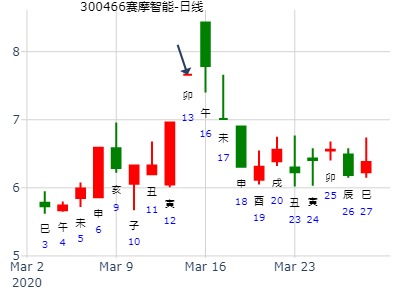 300466赛摩智能-日线
8
7
6
5
巳
3
午
4
未
5
申
6
亥
9
子
10
丑
11
寅
12
卯
13
午
16
未
17
申
18
酉
19
戌
20
丑
23
寅
24
卯
25
辰
26
巳
27
Mar 2
2020
Mar 9
Mar 16
Mar 23